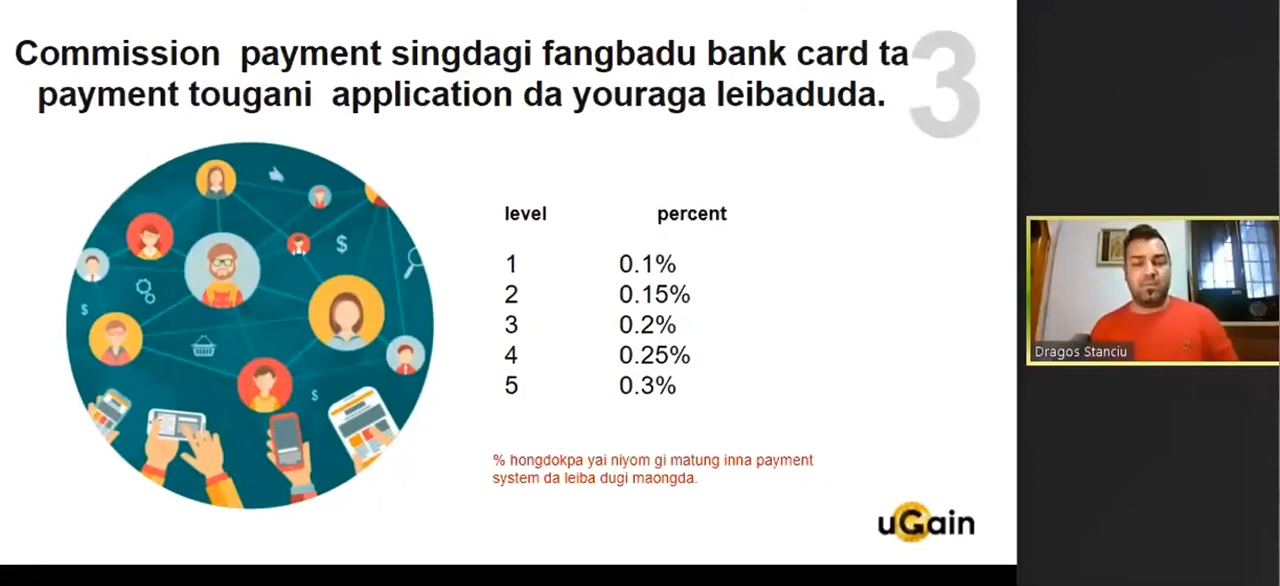 Commission payment singdagi fangbadu bank card ta
payment tougani application da youraga leibaduda.
3
level percent
1 0.1%
2 0.15%
3 0.2%
4 0.25%
5 0.3%
% hongdokpa yai niyom gi matung inna payment
system da leiba dugi maongda.
uGain
Dragos Stanciu